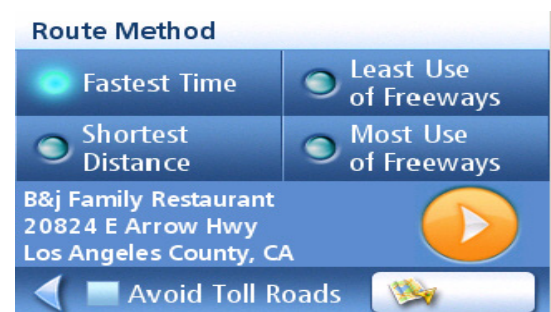 Route Method
Fastest Time
Least Use
of Freeways
Shortest
Distance
Most Use
of Freeways
B&j Family Restaurant
20824 E Arrow Hwy
Los Angeles County, CA
Avoid Toll Roads